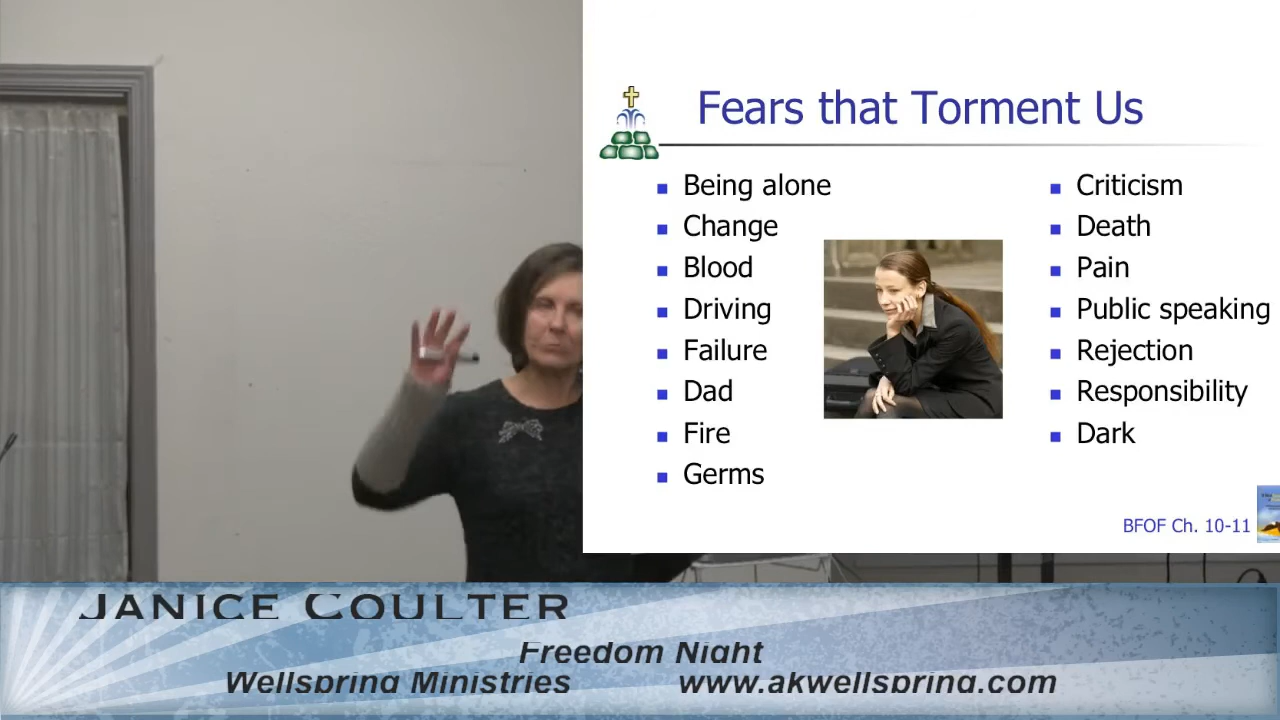 Fears that Torment Us
Being alone
Change
Blood
Driving
Failure
Dad
Fire
Germs
Criticism
Death
Pain
Public speaking
Rejection
Responsibility
Dark
BFOF Ch. 10-11
JANICE COULTER
Freedom Night
Wellspring Ministries www.akwellspring.com